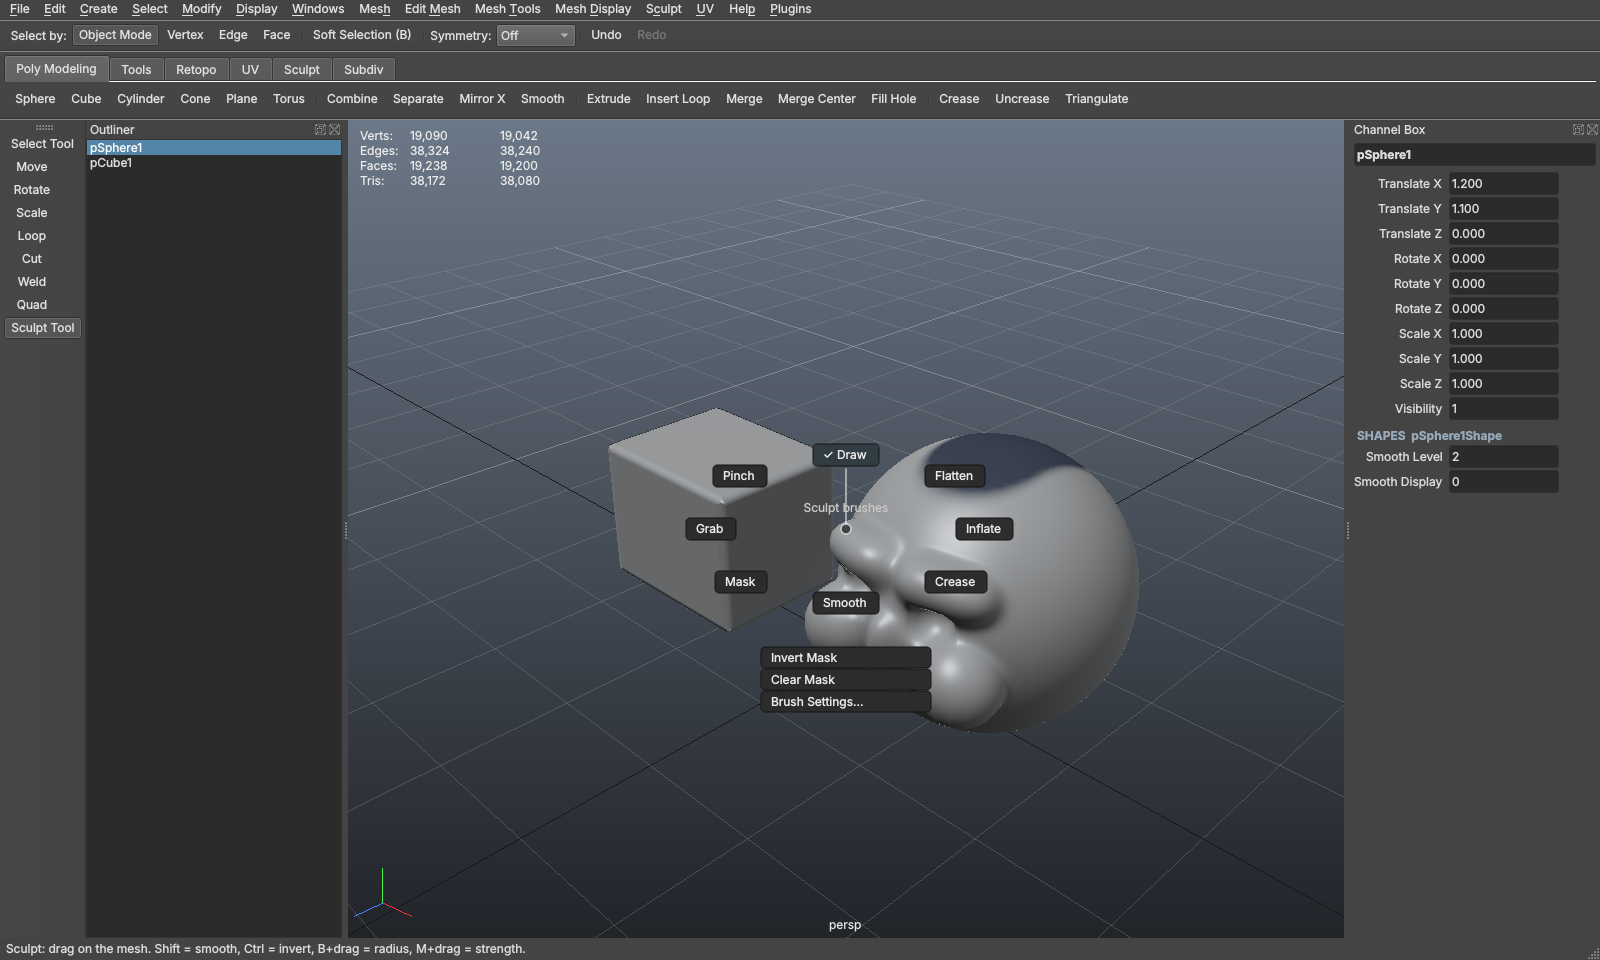 File Edit Create Select Modify Display Windows Mesh Edit Mesh Mesh Tools Mesh Display Sculpt UV Help Plugins
Select by: Object Mode Vertex Edge Face Soft Selection (B) Symmetry: Off Undo Redo
Poly Modeling Tools Retopo UV Sculpt Subdiv
Sphere Cube Cylinder Cone Plane Torus Combine Separate Mirror X Smooth Extrude Insert Loop Merge Merge Center Fill Hole Crease Uncrease Triangulate
Select Tool
Move
Rotate
Scale
Loop
Cut
Weld
Quad
Sculpt Tool
Outliner
pSphere1
pCube1
Verts: 19,090 19,042
Edges: 38,324 38,240
Faces: 19,238 19,200
Tris: 38,172 38,080
Draw
Pinch Flatten
Sculpt brushes
Grab Inflate
Mask Crease
Smooth
Invert Mask
Clear Mask
Brush Settings...
persp
Channel Box
pSphere1
Translate X 1.200
Translate Y 1.100
Translate Z 0.000
Rotate X 0.000
Rotate Y 0.000
Rotate Z 0.000
Scale X 1.000
Scale Y 1.000
Scale Z 1.000
Visibility 1
SHAPES pSphere1Shape
Smooth Level 2
Smooth Display 0
Sculpt: drag on the mesh. Shift = smooth, Ctrl = invert, B+drag = radius, M+drag = strength.